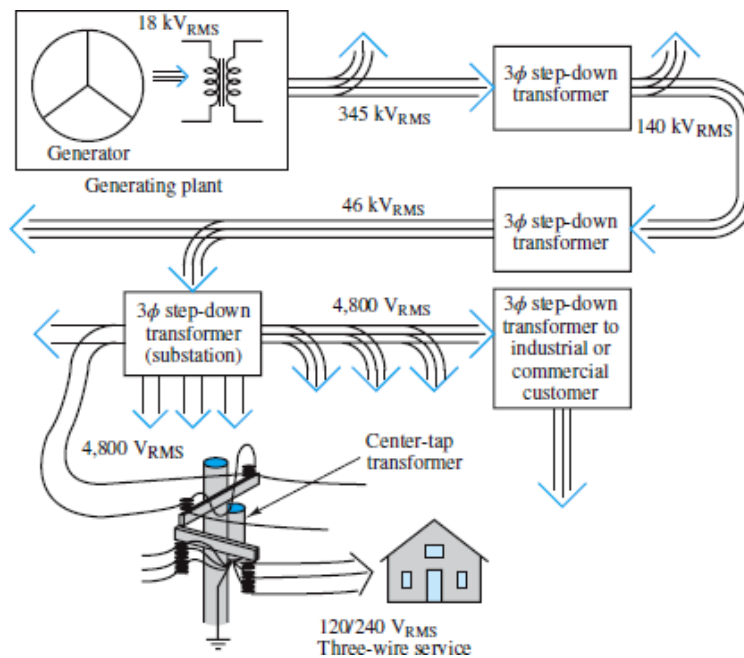 18 kV_RMS
Generator
Generating plant
345 kV_RMS
3ϕ step-down
transformer
140 kV_RMS
46 kV_RMS
3ϕ step-down
transformer
3ϕ step-down
transformer
(substation)
4,800 V_RMS
3ϕ step-down
transformer to
industrial or
commercial
customer
4,800 V_RMS
Center-tap
transformer
120/240 V_RMS
Three-wire service